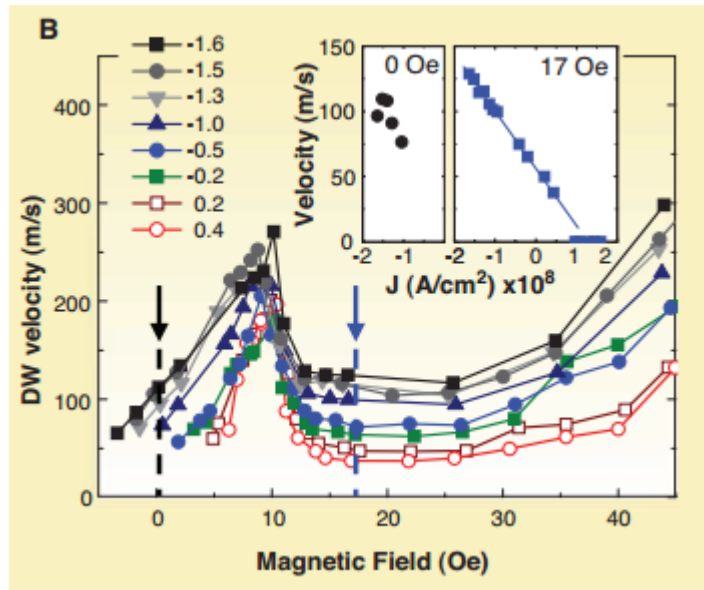 B
-1.6
-1.5
-1.3
-1.0
-0.5
-0.2
0.2
0.4
DW velocity (m/s)
400
300
200
100
0
0 10 20 30 40
Magnetic Field (Oe)
Velocity (m/s)
150
100
50
0
0 Oe
17 Oe
-2 -1 -2 -1 0 1 2
J (A/cm²) x10⁸